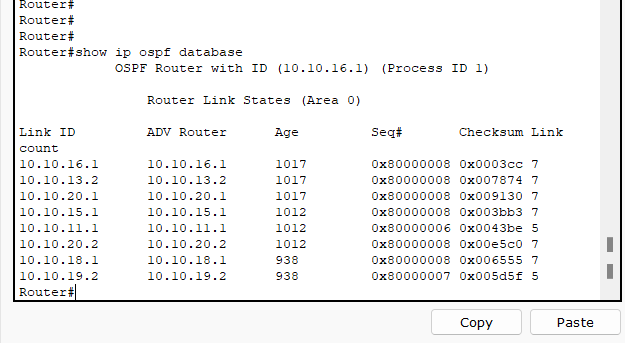 Router#
Router#
Router#
Router#show ip ospf database
OSPF Router with ID (10.10.16.1) (Process ID 1)
Router Link States (Area 0)
Link ID ADV Router Age Seq# Checksum Link
count
10.10.16.1 10.10.16.1 1017 0x80000008 0x0003cc 7
10.10.13.2 10.10.13.2 1017 0x80000008 0x007874 7
10.10.20.1 10.10.20.1 1017 0x80000008 0x009130 7
10.10.15.1 10.10.15.1 1012 0x80000008 0x003bb3 7
10.10.11.1 10.10.11.1 1012 0x80000006 0x0043be 5
10.10.20.2 10.10.20.2 1012 0x80000008 0x00e5c0 7
10.10.18.1 10.10.18.1 938 0x80000008 0x006555 7
10.10.19.2 10.10.19.2 938 0x80000007 0x005d5f 5
Router#
Copy Paste